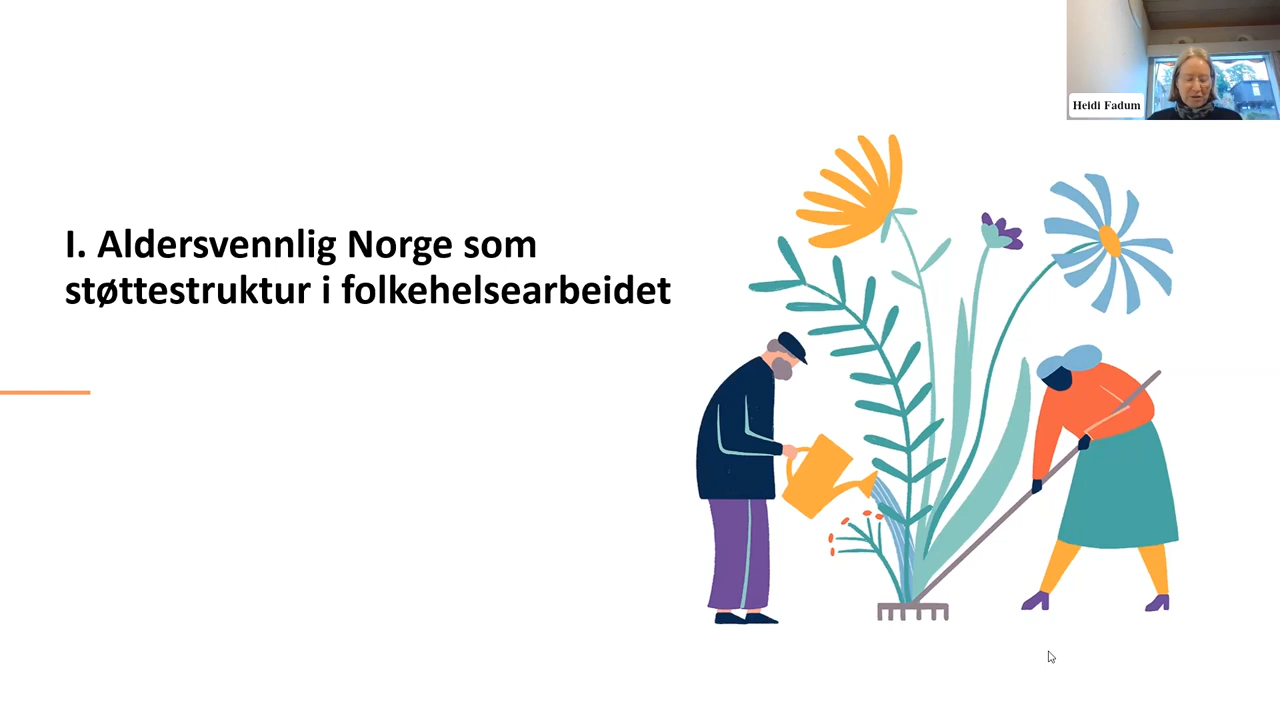 Heidi Fadum
I. Aldersvennlig Norge som
støttestruktur i folkehelsearbeidet